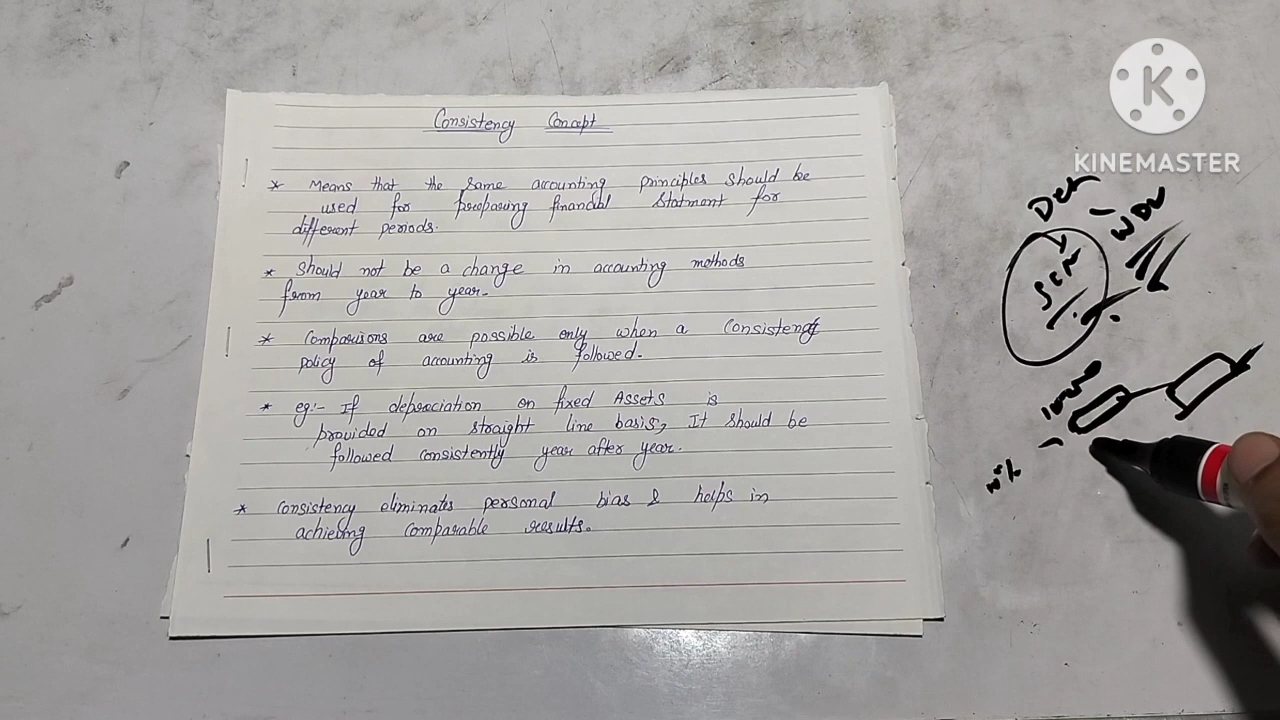 Consistency Concept
* Means that the same accounting principles should be
used for preparing financial Statment for
different periods.
* Should not be a change in accounting methods
from year to year.
* Comparisions are possible only when a Consistent
policy of accounting is followed.
* eg:- If depreciation on fixed Assets is
provided on straight line basis, It should be
followed consistently year after year.
* Consistency eliminates personal bias & helps in
achieving comparable results.
K
KINEMASTER
WDV
10%